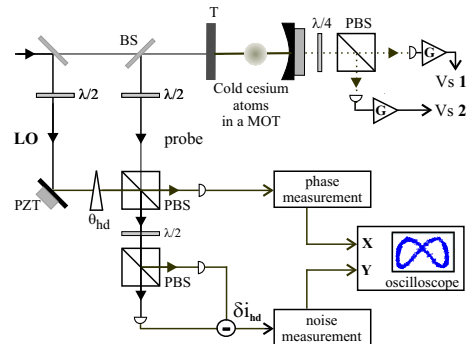 T
BS
λ/4
PBS
G
Vs 1
λ/2
λ/2
Cold cesium
atoms
in a MOT
G
Vs 2
LO
probe
PZT
θhd
PBS
phase
measurement
λ/2
X
PBS
Y
oscilloscope
δihd
-
noise
measurement